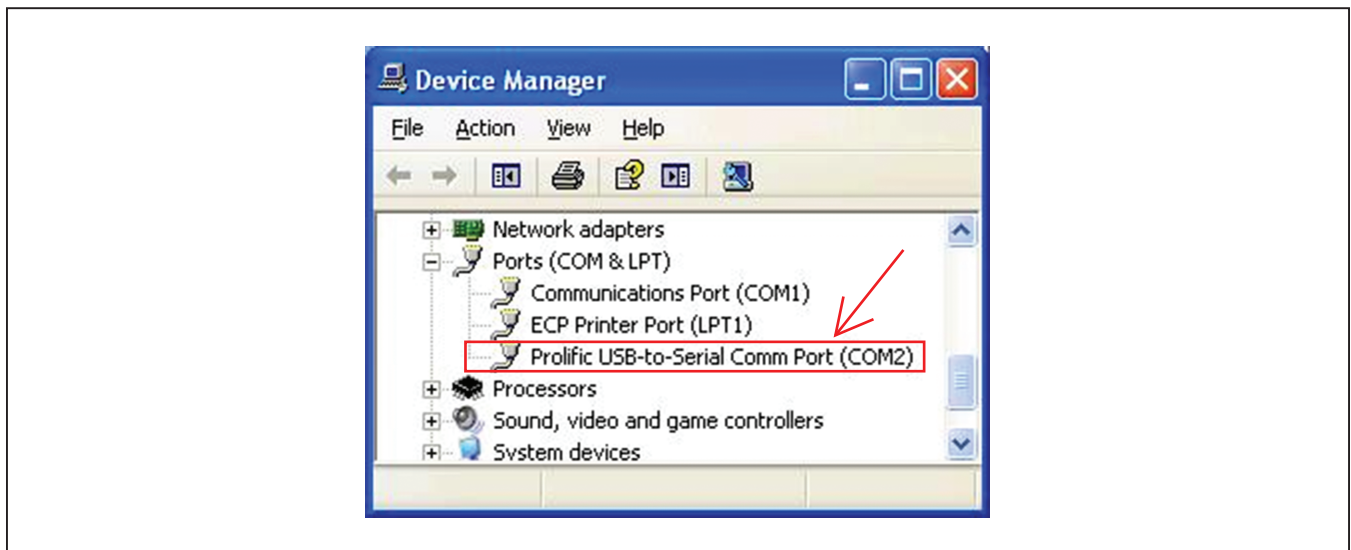 Device Manager
File Action View Help
Network adapters
Ports (COM & LPT)
Communications Port (COM1)
ECP Printer Port (LPT1)
Prolific USB-to-Serial Comm Port (COM2)
Processors
Sound, video and game controllers
System devices